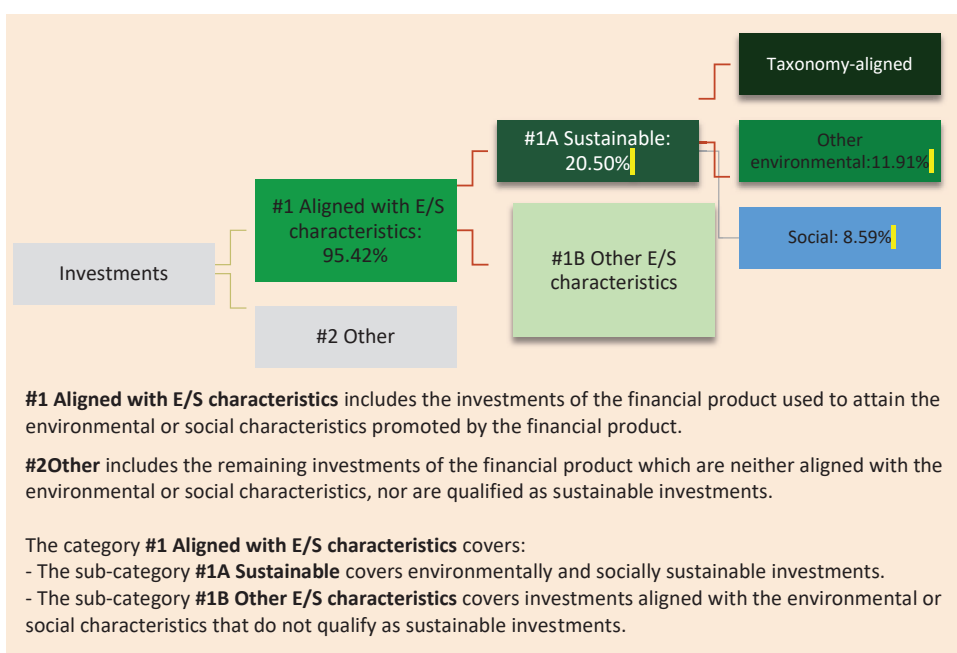 Taxonomy-aligned
#1A Sustainable:
20.50%
Other
environmental:11.91%
#1 Aligned with E/S
characteristics:
95.42%
Social: 8.59%
#1B Other E/S
characteristics
Investments
#2 Other
#1 Aligned with E/S characteristics includes the investments of the financial product used to attain the
environmental or social characteristics promoted by the financial product.
#2Other includes the remaining investments of the financial product which are neither aligned with the
environmental or social characteristics, nor are qualified as sustainable investments.
The category #1 Aligned with E/S characteristics covers:
- The sub-category #1A Sustainable covers environmentally and socially sustainable investments.
- The sub-category #1B Other E/S characteristics covers investments aligned with the environmental or
social characteristics that do not qualify as sustainable investments.